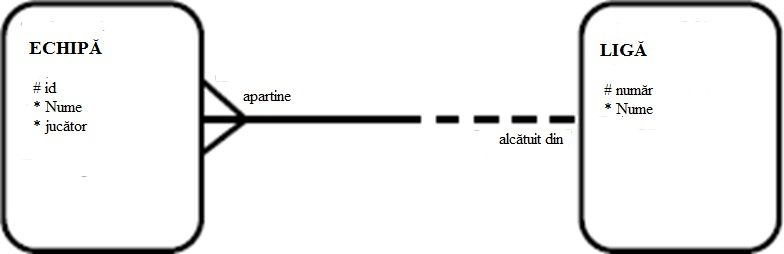 ECHIPĂ
# id
* Nume
* jucător
apartine
alcătuit din
LIGĂ
# număr
* Nume